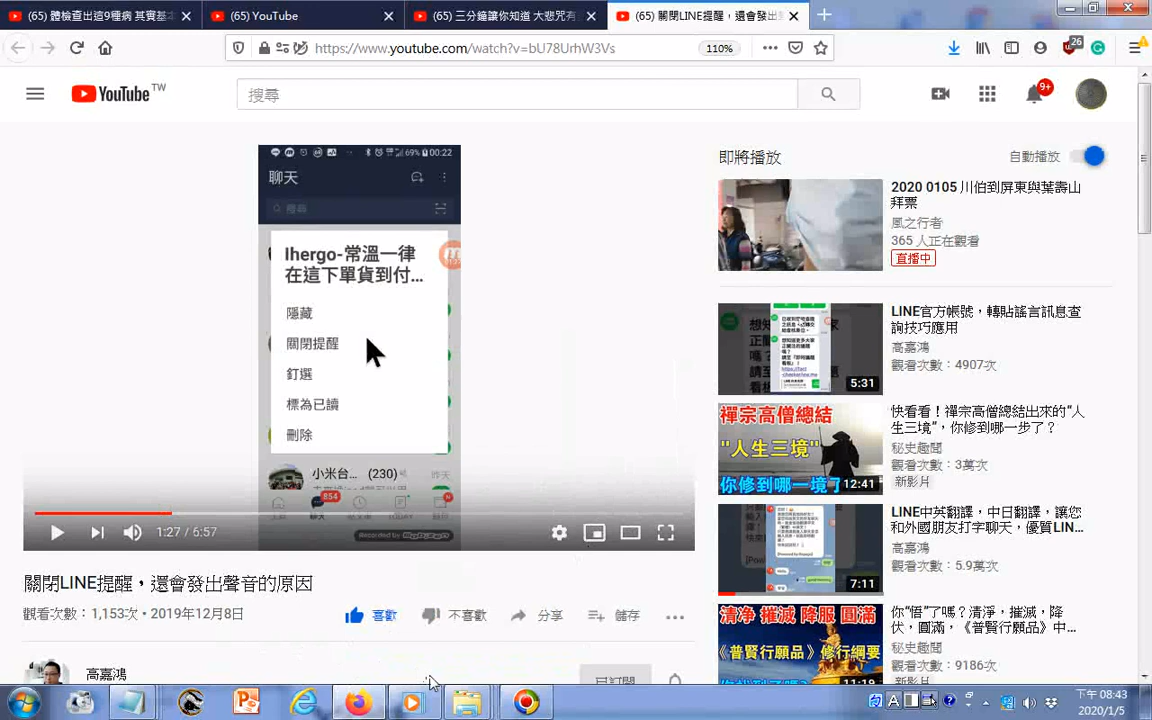 (65) 體檢查出這9種病 其實基本
(65) YouTube
(65) 三分鐘讓你知道 大悲咒有
(65) 關閉LINE提醒，還會發出
https://www.youtube.com/watch?v=bU78UrhW3Vs
110%
26
YouTube TW
搜尋
9+
69% 00:22
聊天
搜尋
Ihergo-常溫一律
在這下單貨到付...
隱藏
關閉提醒
釘選
標為已讀
刪除
小米台... (230)
昨天
854
聊天
TODAY
N
Recorded by
1:27 / 6:57
關閉LINE提醒，還會發出聲音的原因
觀看次數：1,153次 • 2019年12月8日
喜歡
不喜歡
分享
儲存
高嘉鴻
已訂閱
即將播放
自動播放
2020 0105 川伯到屏東與葉壽山
拜票
風之行者
365 人正在觀看
直播中
LINE官方帳號，轉貼謠言訊息查
詢技巧應用
高嘉鴻
觀看次數：4907次
5:31
禪宗高僧總結
"人生三境"
你修到哪一境了
12:41
快看看！禪宗高僧總結出來的“人
生三境”，你修到哪一步了？
秘史趣聞
觀看次數：3萬次
新影片
LINE中英翻譯，中日翻譯，讓您
和外國朋友打字聊天，優質LIN...
高嘉鴻
觀看次數：5.9萬次
7:11
清净 摧滅 降服 圓滿
《普賢行願品》修行綱要
11:19
你“悟”了嗎？清淨，摧滅，降
伏，圓滿，《普賢行願品》中...
秘史趣聞
觀看次數：9186次
新影片
下午 08:43
2020/1/5